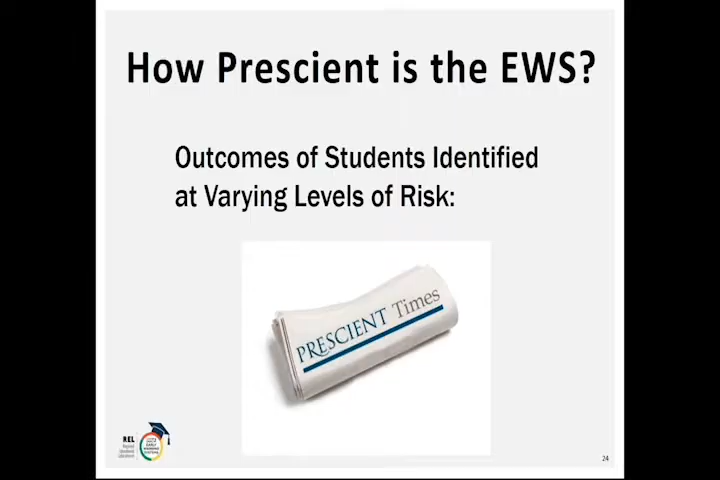 How Prescient is the EWS?
Outcomes of Students Identified
at Varying Levels of Risk:
PRESCIENT Times
REL
24